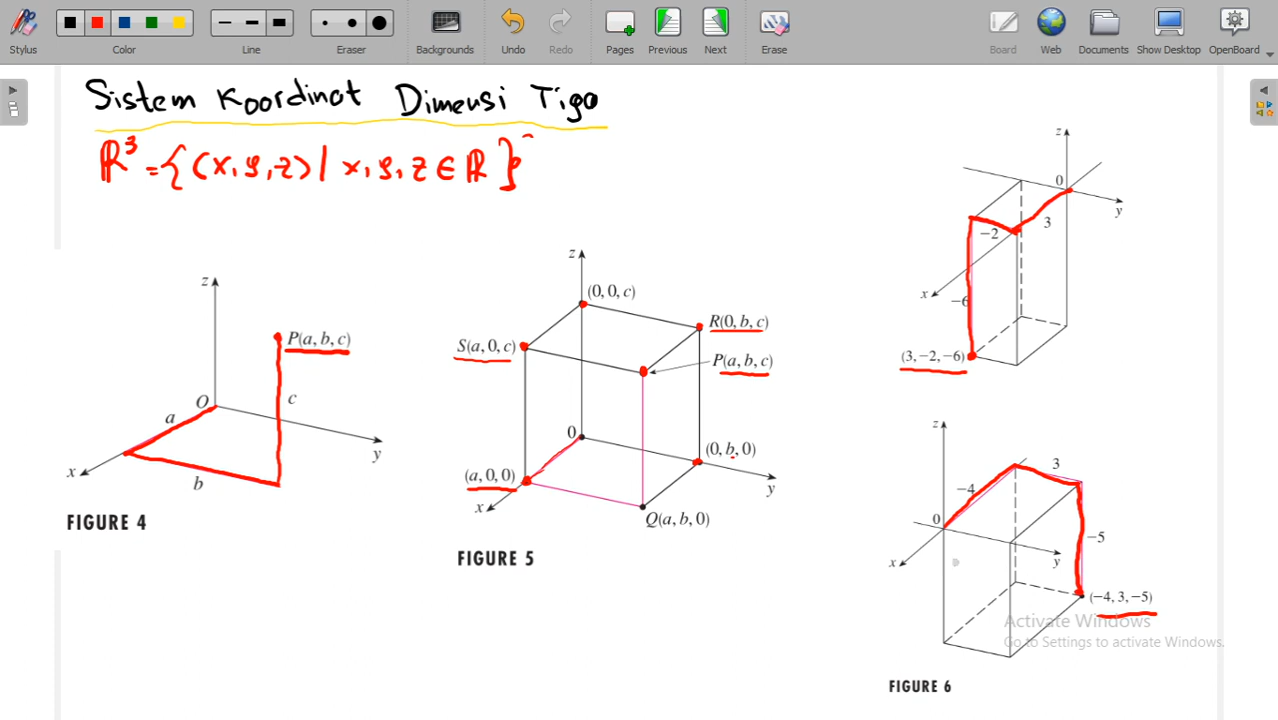 Stylus Color Line Eraser Backgrounds Undo Redo Pages Previous Next Erase Board Web Documents Show Desktop OpenBoard
Sistem Koordinat Dimensi Tiga
ℝ³ = {(x, y, z) | x, y, z ∈ ℝ}
z
P(a, b, c)
O
a
c
x
b
y
FIGURE 4
z
(0, 0, c)
R(0, b, c)
S(a, 0, c)
P(a, b, c)
0
(0, b, 0)
(a, 0, 0)
x
y
Q(a, b, 0)
FIGURE 5
z
0
y
3
−2
x
−6
(3, −2, −6)
z
3
−4
0
−5
x
y
(−4, 3, −5)
FIGURE 6
Activate Windows
Go to Settings to activate Windows.